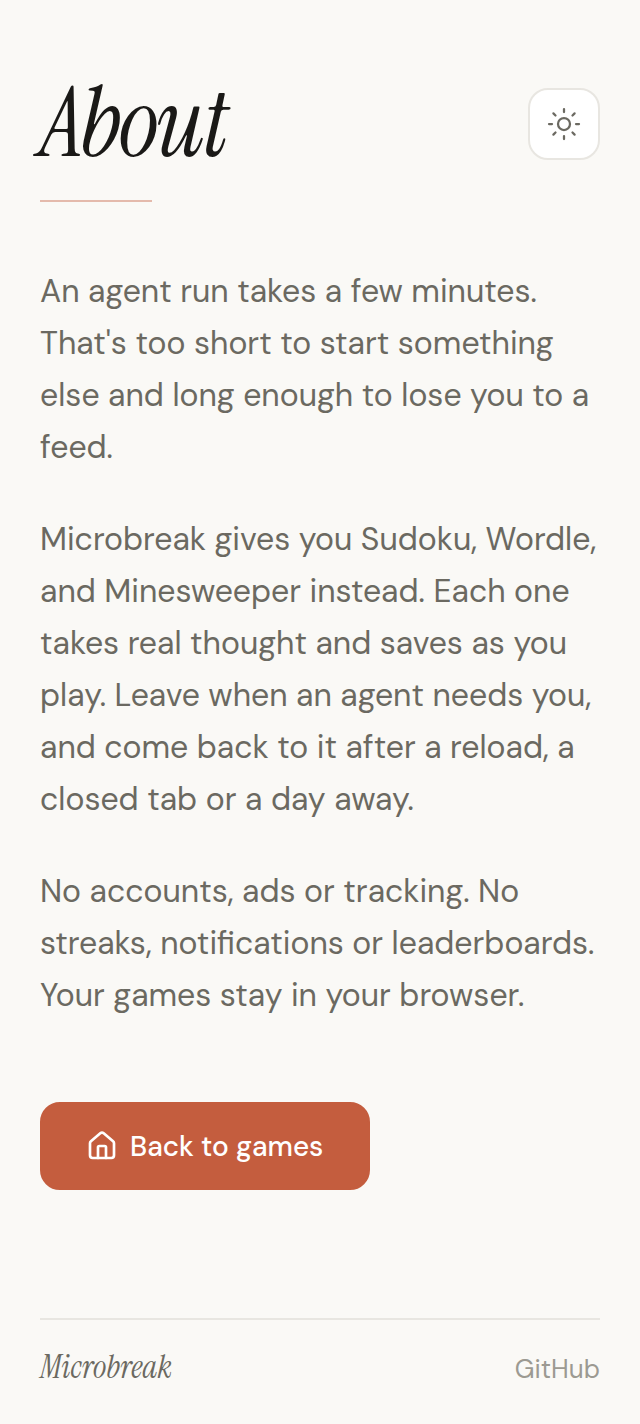 About
An agent run takes a few minutes.
That's too short to start something
else and long enough to lose you to a
feed.
Microbreak gives you Sudoku, Wordle,
and Minesweeper instead. Each one
takes real thought and saves as you
play. Leave when an agent needs you,
and come back to it after a reload, a
closed tab or a day away.
No accounts, ads or tracking. No
streaks, notifications or leaderboards.
Your games stay in your browser.
Back to games
Microbreak
GitHub